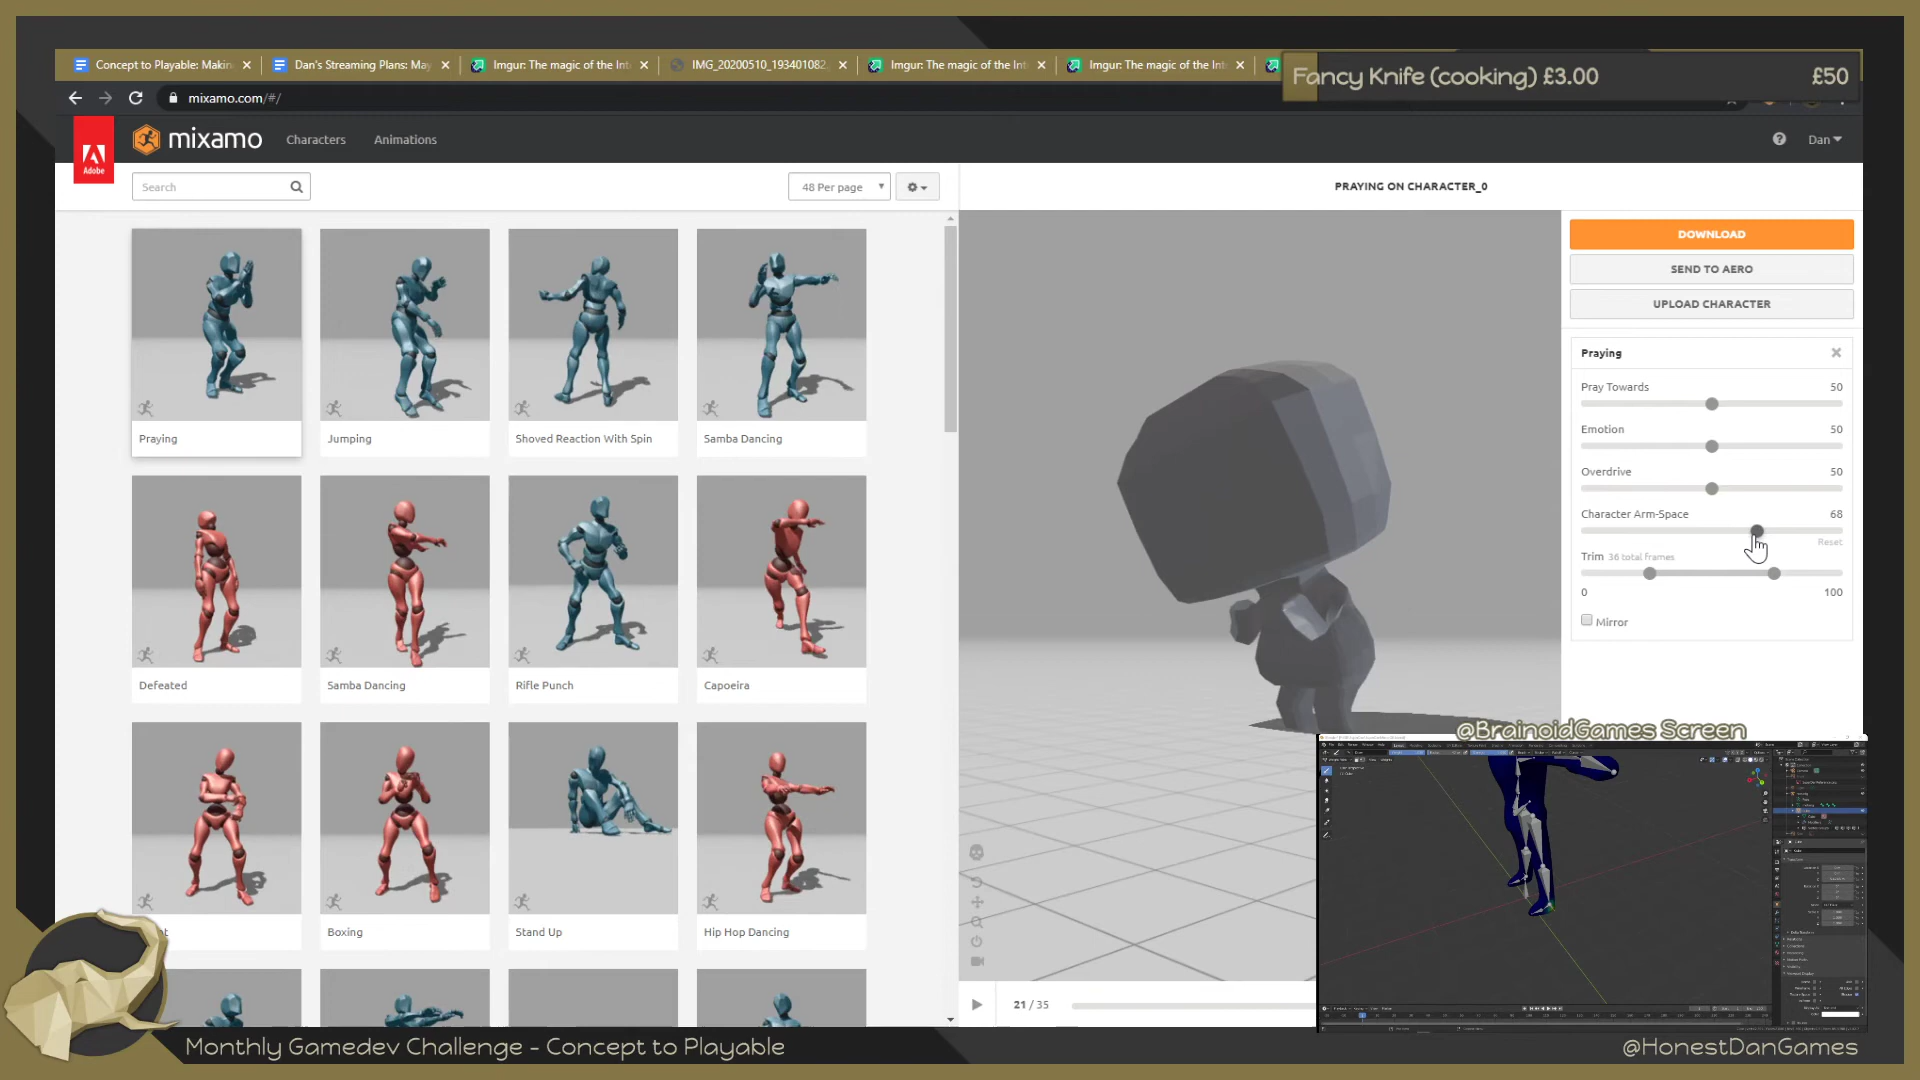 Concept to Playable: Makin
Dan's Streaming Plans: May
Imgur: The magic of the Int
IMG_20200510_193401082_
Imgur: The magic of the Int
Imgur: The magic of the Int
Fancy Knife (cooking) £3.00 £50
mixamo.com/#/
Adobe
mixamo
Characters
Animations
Dan
Search
48 Per page
PRAYING ON CHARACTER_0
DOWNLOAD
SEND TO AERO
UPLOAD CHARACTER
Praying
Pray Towards 50
Emotion 50
Overdrive 50
Character Arm-Space 68
Reset
Trim 36 total frames
0 100
Mirror
Praying
Jumping
Shoved Reaction With Spin
Samba Dancing
Defeated
Samba Dancing
Rifle Punch
Capoeira
Boxing
Stand Up
Hip Hop Dancing
@BrainoidGames Screen
21 / 35
Monthly Gamedev Challenge - Concept to Playable
@HonestDanGames